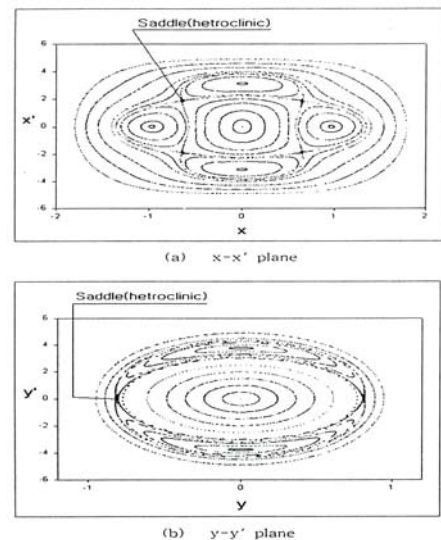 Saddle(hetroclinic)
6
4
2
x'
0
-2
-4
-6
-2 -1 0 1 2
x
(a) x-x' plane
Saddle(hetroclinic)
6
4
2
y'
0
-2
-4
-6
-1 0 1
y
(b) y-y' plane